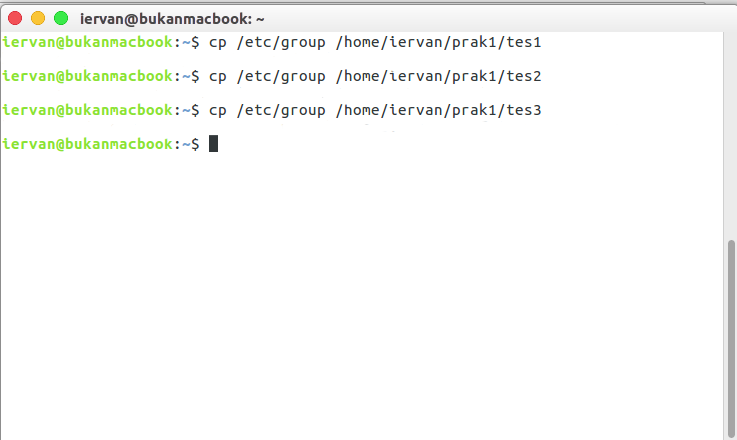 iervan@bukanmacbook: ~
iervan@bukanmacbook:~$ cp /etc/group /home/iervan/prak1/tes1
iervan@bukanmacbook:~$ cp /etc/group /home/iervan/prak1/tes2
iervan@bukanmacbook:~$ cp /etc/group /home/iervan/prak1/tes3
iervan@bukanmacbook:~$